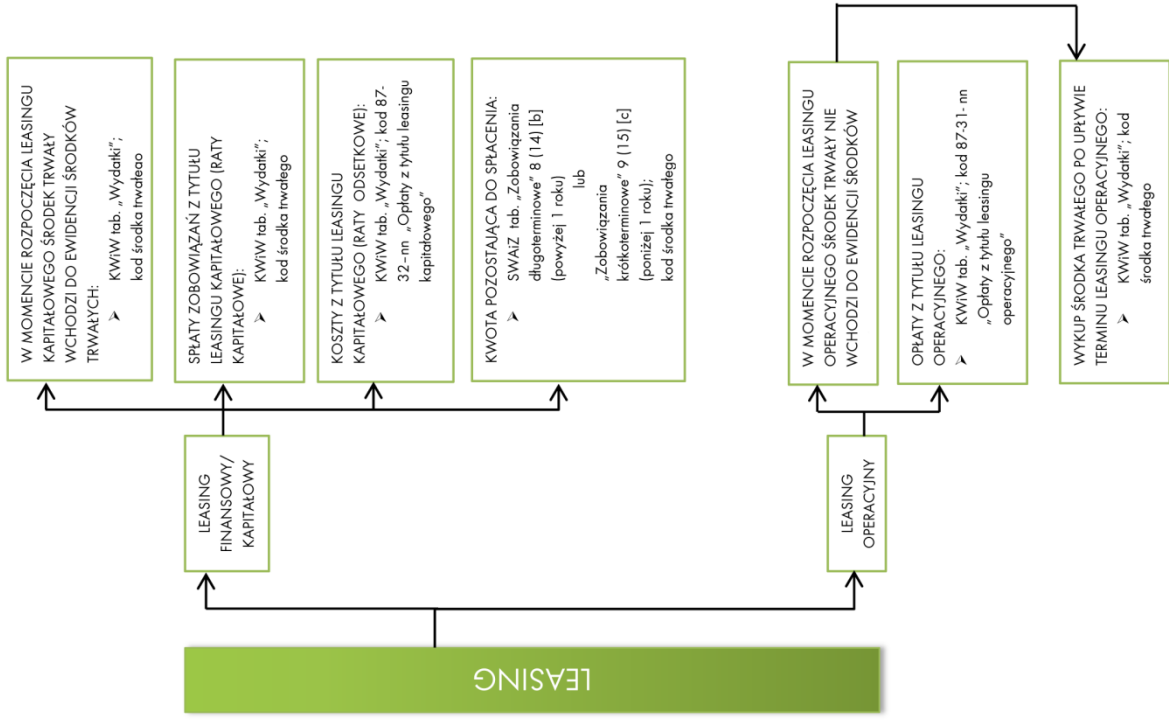 LEASING
LEASING
FINANSOWY/
KAPITAŁOWY
W MOMENCIE ROZPOCZĘCIA LEASINGU
KAPITAŁOWEGO ŚRODEK TRWAŁY
WCHODZI DO EWIDENCJI ŚRODKÓW
TRWAŁYCH:
➤ KWiW tab. „Wydatki”;
kod środka trwałeao
SPŁATY ZOBOWIĄZAŃ Z TYTUŁU
LEASINGU KAPITAŁOWEGO (RATY
KAPITAŁOWE):
➤ KWiW tab. „Wydatki”;
kod środka trwałego
KOSZTY Z TYTUŁU LEASINGU
KAPITAŁOWEGO (RATY ODSETKOWE):
➤ KWiW tab. „Wydatki”; kod 87-
32–nn „Opłaty z tytułu leasingu
kapitałowego”
KWOTA POZOSTAJĄCA DO SPŁACENIA:
➤ SWAiZ tab. „Zobowiązania
długoterminowe” 8 (14) [b]
(powyżej 1 roku)
lub
„Zobowiązania
krótkoterminowe” 9 (15) [c]
(poniżej 1 roku);
kod środka trwałego
LEASING
OPERACYJNY
W MOMENCIE ROZPOCZĘCIA LEASINGU
OPERACYJNEGO ŚRODEK TRWAŁY NIE
WCHODZI DO EWIDENCJI ŚRODKÓW
OPŁATY Z TYTUŁU LEASINGU
OPERACYJNEGO:
➤ KWiW tab. „Wydatki”; kod 87-31- nn
„Opłaty z tytułu leasingu
operacyjnego”
WYKUP ŚRODKA TRWAŁEGO PO UPŁYWIE
TERMINU LEASINGU OPERACYJNEGO:
➤ KWiW tab. „Wydatki”; kod
środka trwałego